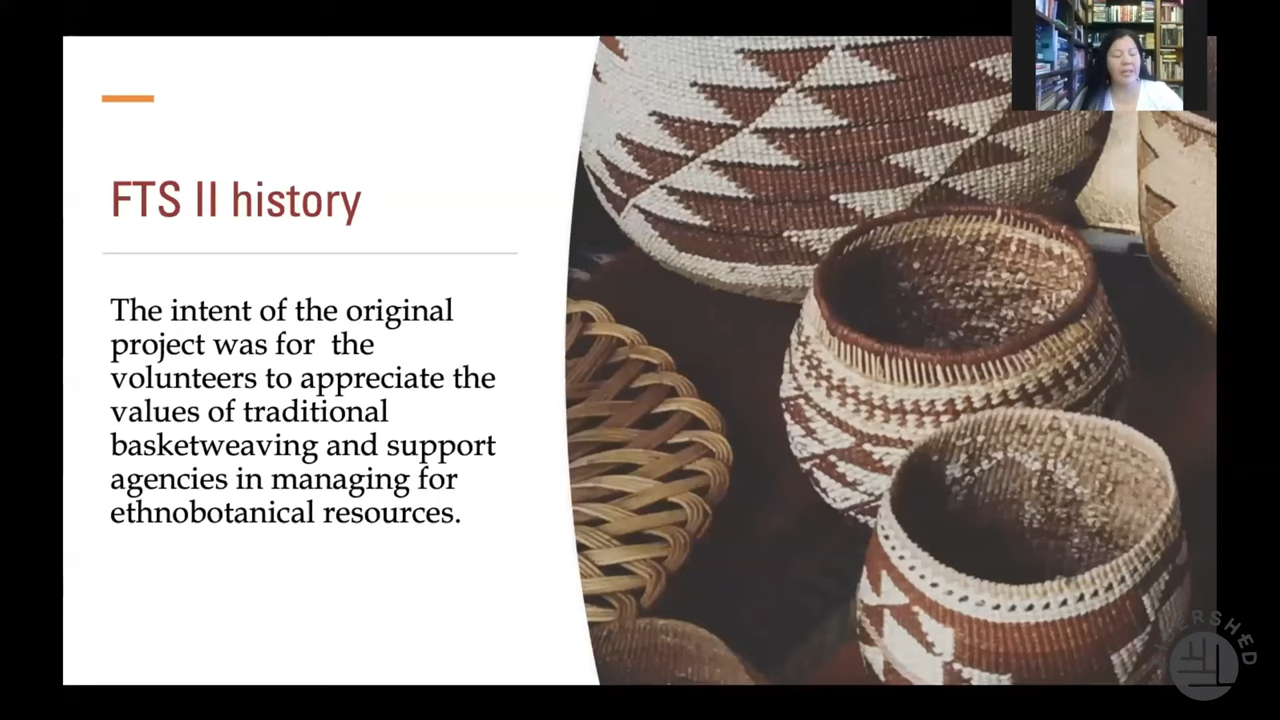 FTS II history
The intent of the original
project was for  the
volunteers to appreciate the
values of traditional
basketweaving and support
agencies in managing for
ethnobotanical resources.